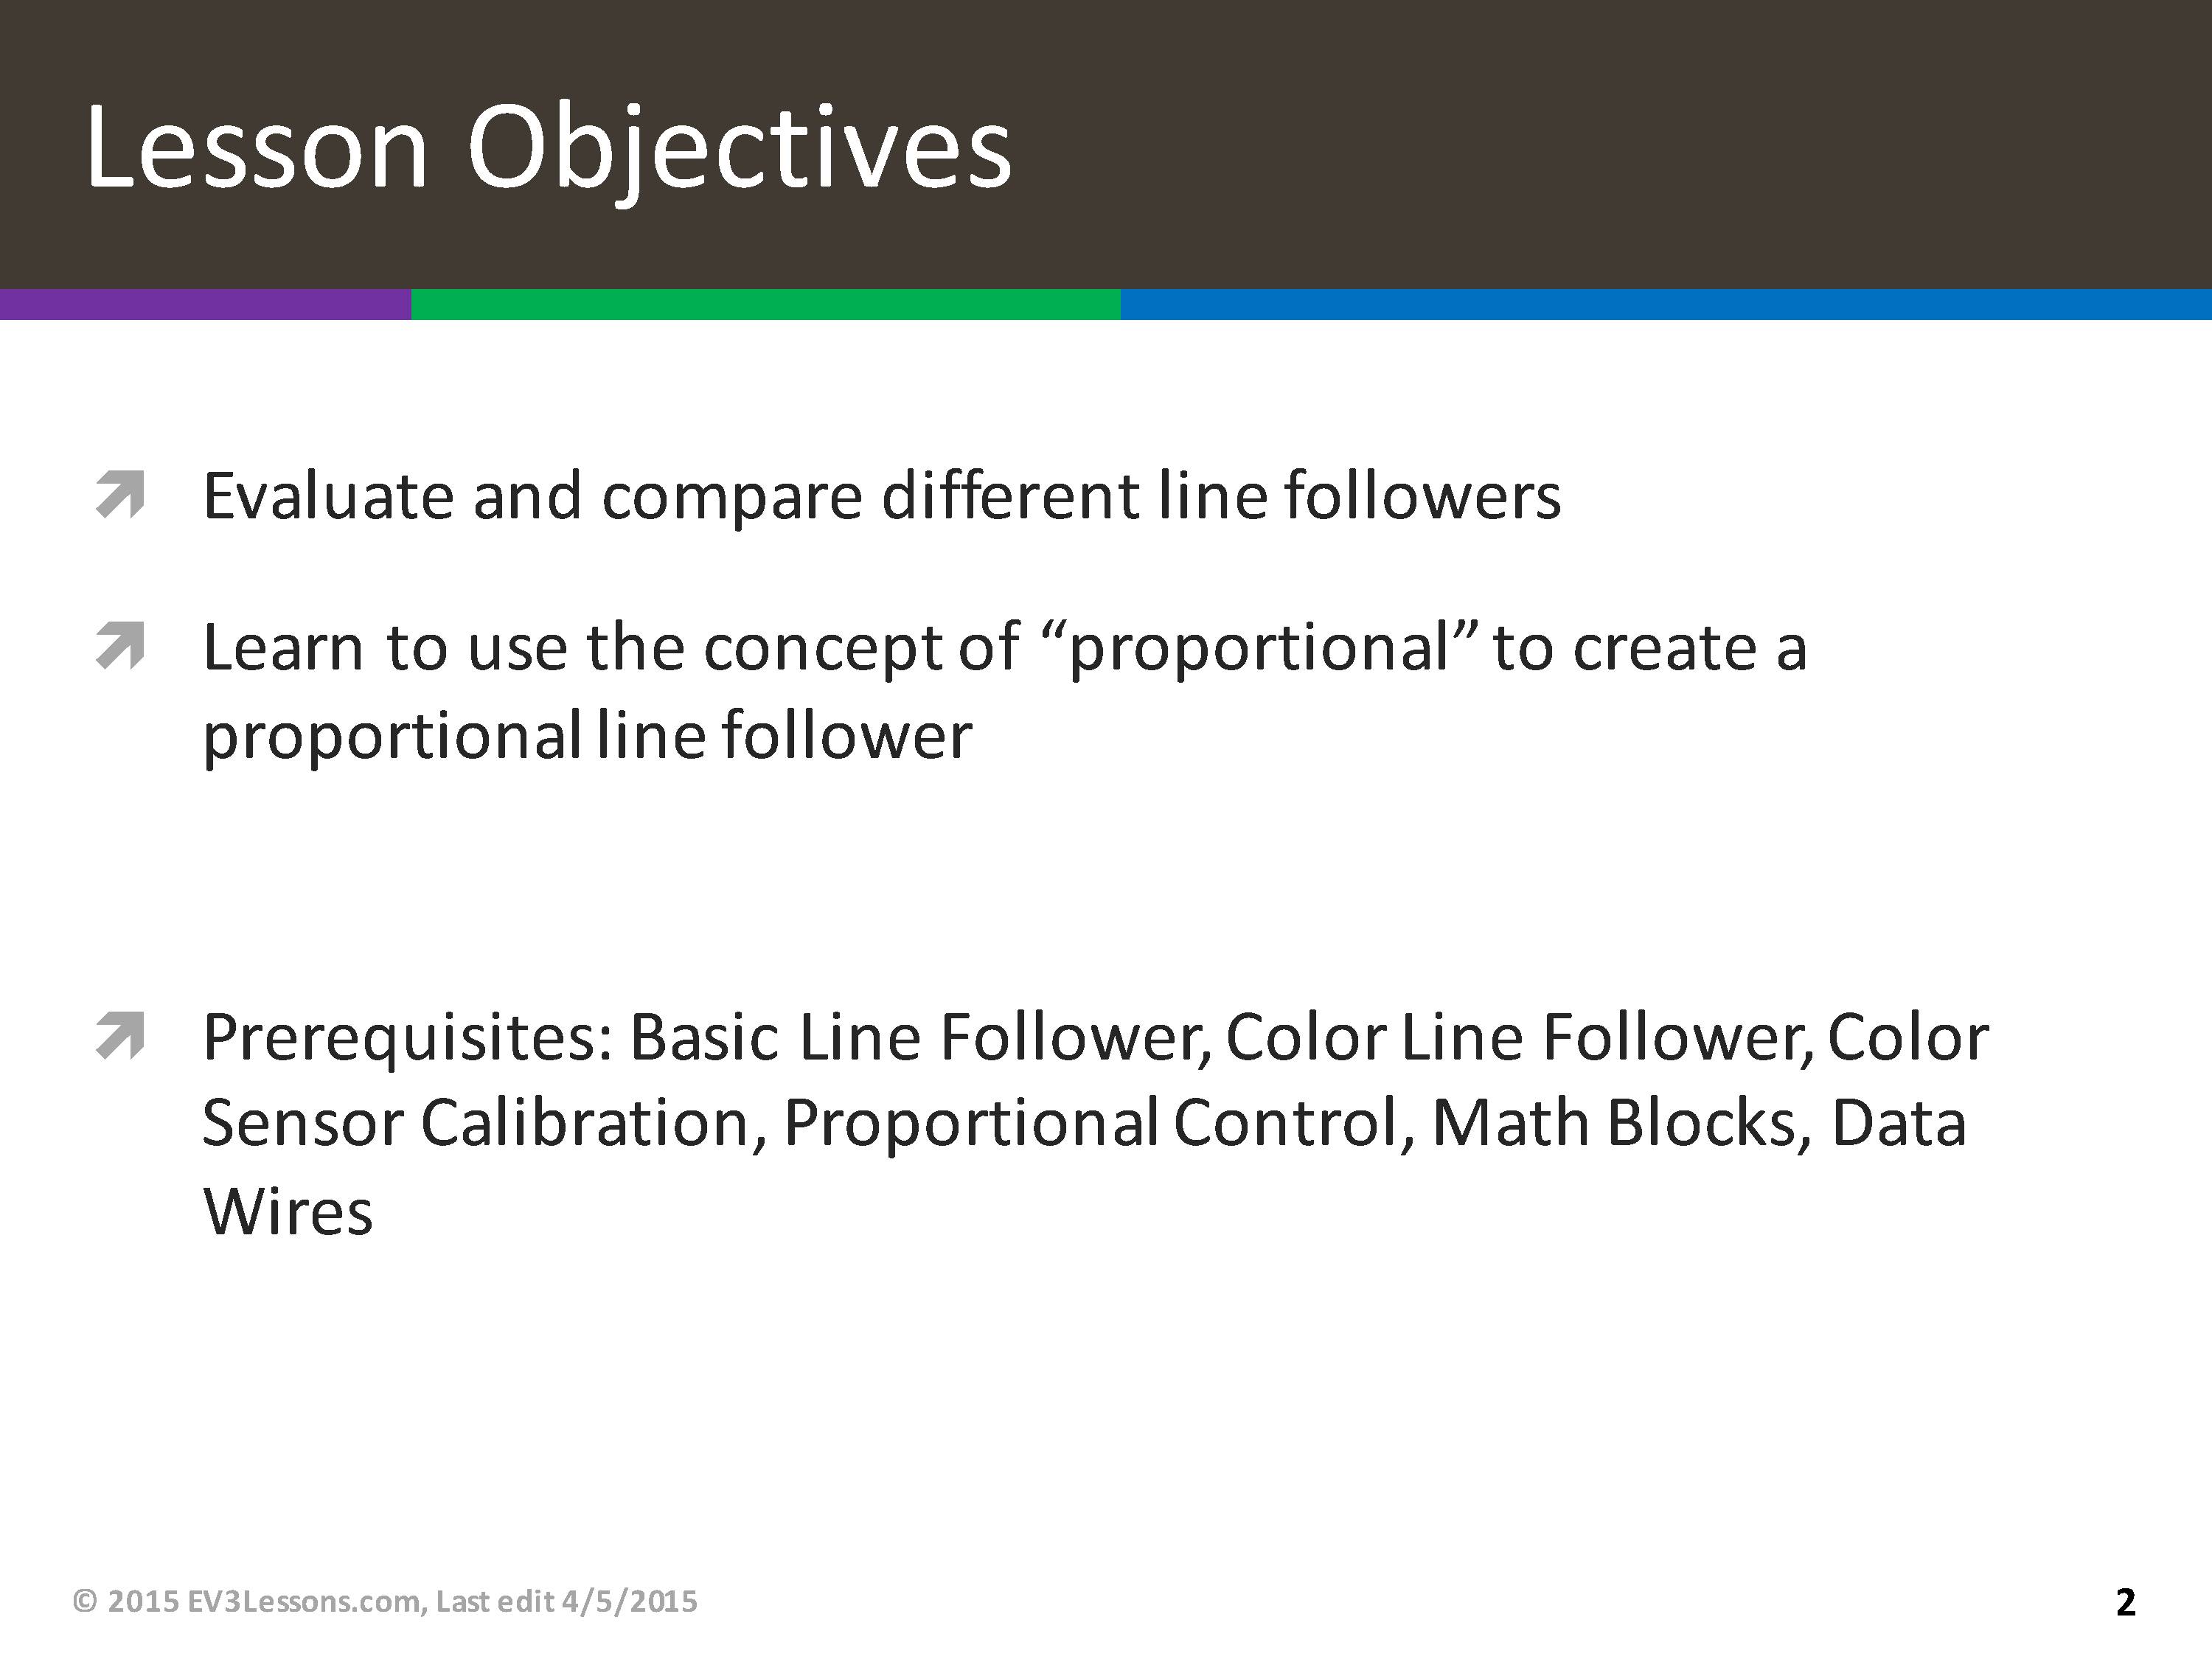 Lesson Objectives
Evaluate and compare different line followers
Learn to use the concept of “proportional” to create a
proportional line follower
Prerequisites: Basic Line Follower, Color Line Follower, Color
Sensor Calibration, Proportional Control, Math Blocks, Data
Wires
© 2015 EV3Lessons.com, Last edit 4/5/2015
2